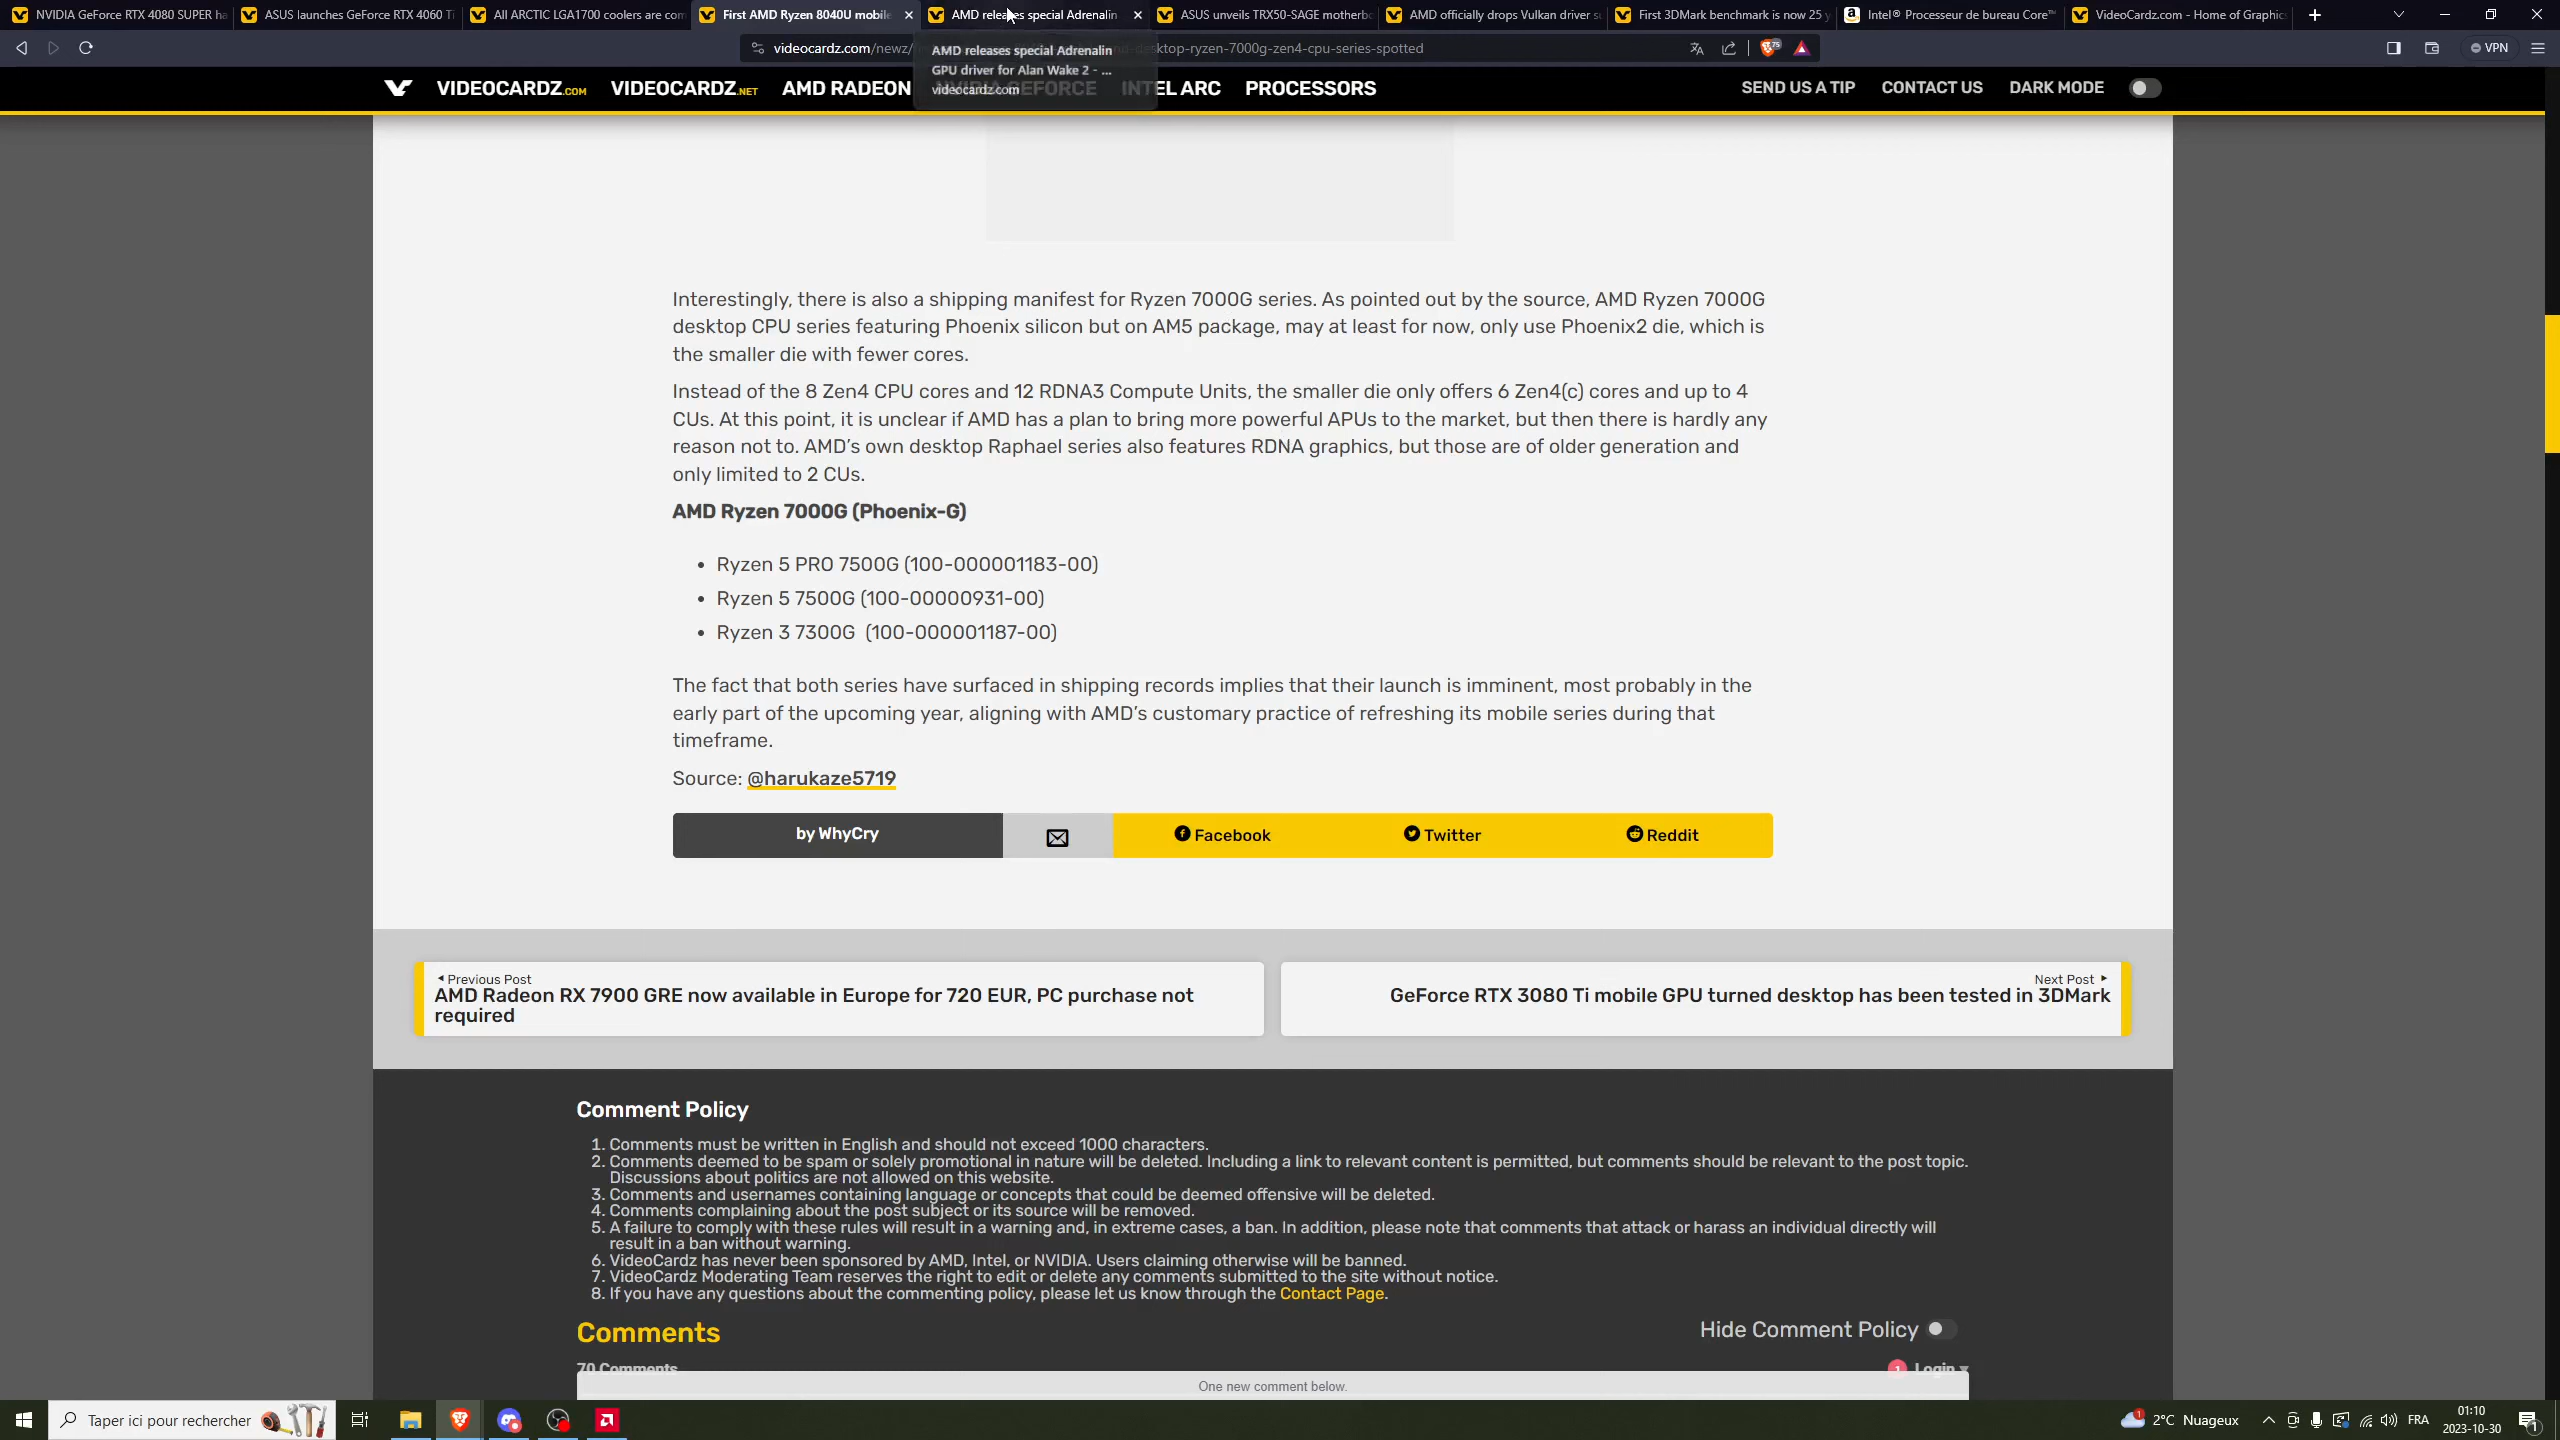 NVIDIA GeForce RTX 4080 SUPER ha
ASUS launches GeForce RTX 4060 Ti
All ARCTIC LGA1700 coolers are com
First AMD Ryzen 8040U mobile
AMD releases special Adrenalin
ASUS unveils TRX50-SAGE motherbo
AMD officially drops Vulkan driver su
First 3DMark benchmark is now 25 y
Intel® Processeur de bureau Core™
VideoCardz.com - Home of Graphics
videocardz.com/newz/
d-desktop-ryzen-7000g-zen4-cpu-series-spotted
VPN
AMD releases special Adrenalin
GPU driver for Alan Wake 2 - ...
videocardz.com
VIDEOCARDZ.COM VIDEOCARDZ.NET AMD RADEON NVIDIA GEFORCE INTEL ARC PROCESSORS
SEND US A TIP CONTACT US DARK MODE
Interestingly, there is also a shipping manifest for Ryzen 7000G series. As pointed out by the source, AMD Ryzen 7000G
desktop CPU series featuring Phoenix silicon but on AM5 package, may at least for now, only use Phoenix2 die, which is
the smaller die with fewer cores.
Instead of the 8 Zen4 CPU cores and 12 RDNA3 Compute Units, the smaller die only offers 6 Zen4(c) cores and up to 4
CUs. At this point, it is unclear if AMD has a plan to bring more powerful APUs to the market, but then there is hardly any
reason not to. AMD's own desktop Raphael series also features RDNA graphics, but those are of older generation and
only limited to 2 CUs.
AMD Ryzen 7000G (Phoenix-G)
• Ryzen 5 PRO 7500G (100-000001183-00)
• Ryzen 5 7500G (100-00000931-00)
• Ryzen 3 7300G (100-000001187-00)
The fact that both series have surfaced in shipping records implies that their launch is imminent, most probably in the
early part of the upcoming year, aligning with AMD's customary practice of refreshing its mobile series during that
timeframe.
Source: @harukaze5719
by WhyCry
Facebook
Twitter
Reddit
Previous Post
AMD Radeon RX 7900 GRE now available in Europe for 720 EUR, PC purchase not
required
Next Post
GeForce RTX 3080 Ti mobile GPU turned desktop has been tested in 3DMark
Comment Policy
1. Comments must be written in English and should not exceed 1000 characters.
2. Comments deemed to be spam or solely promotional in nature will be deleted. Including a link to relevant content is permitted, but comments should be relevant to the post topic.
Discussions about politics are not allowed on this website.
3. Comments and usernames containing language or concepts that could be deemed offensive will be deleted.
4. Comments complaining about the post subject or its source will be removed.
5. A failure to comply with these rules will result in a warning and, in extreme cases, a ban. In addition, please note that comments that attack or harass an individual directly will
result in a ban without warning.
6. VideoCardz has never been sponsored by AMD, Intel, or NVIDIA. Users claiming otherwise will be banned.
7. VideoCardz Moderating Team reserves the right to edit or delete any comments submitted to the site without notice.
8. If you have any questions about the commenting policy, please let us know through the Contact Page.
Comments
Hide Comment Policy
70 Comments
1 Login
One new comment below.
Taper ici pour rechercher
2°C Nuageux
FRA
01:10
2023-10-30